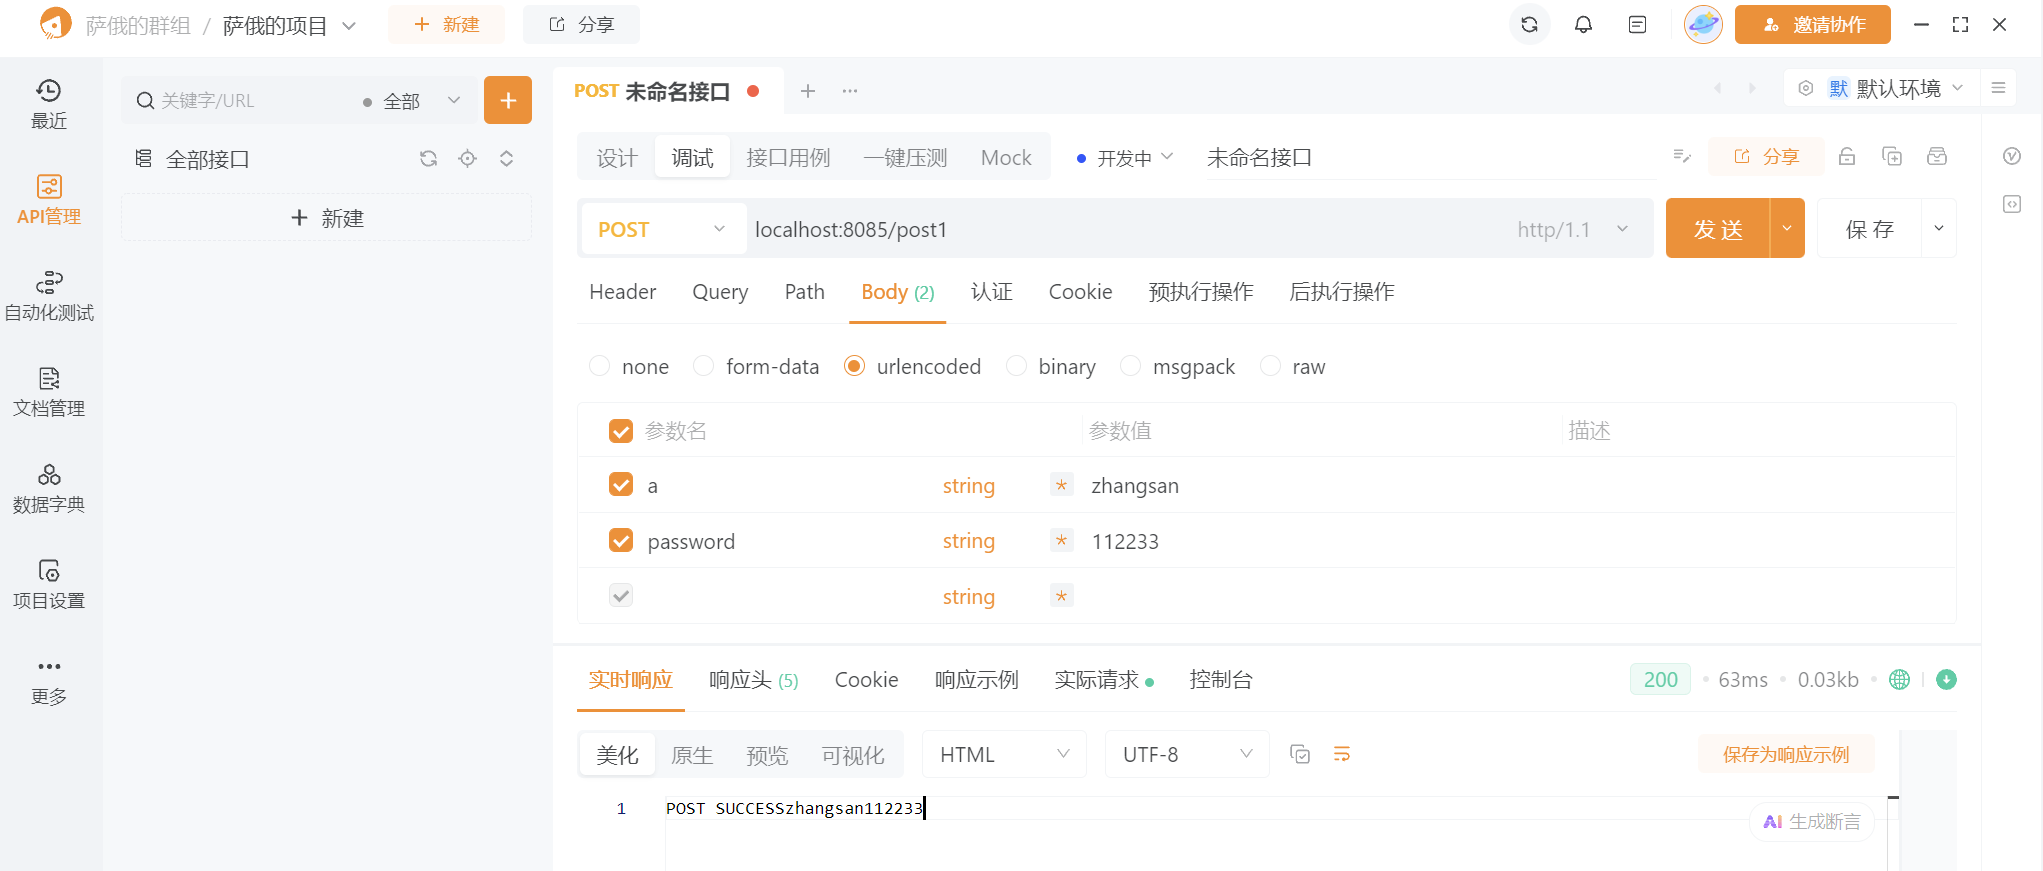 萨俄的群组 / 萨俄的项目
+ 新建
分享
邀请协作
最近
API管理
自动化测试
文档管理
数据字典
项目设置
更多
关键字/URL
全部
全部接口
+ 新建
POST 未命名接口
默 默认环境
设计 调试 接口用例 一键压测 Mock
开发中
未命名接口
分享
POST
localhost:8085/post1
http/1.1
发 送
保 存
Header Query Path Body (2) 认证 Cookie 预执行操作 后执行操作
none form-data urlencoded binary msgpack raw
参数名 参数值 描述
a string * zhangsan
password string * 112233
string *
实时响应 响应头 (5) Cookie 响应示例 实际请求 控制台
200 63ms 0.03kb
美化 原生 预览 可视化
HTML
UTF-8
保存为响应示例
1 POST SUCCESSzhangsan112233
AI 生成断言